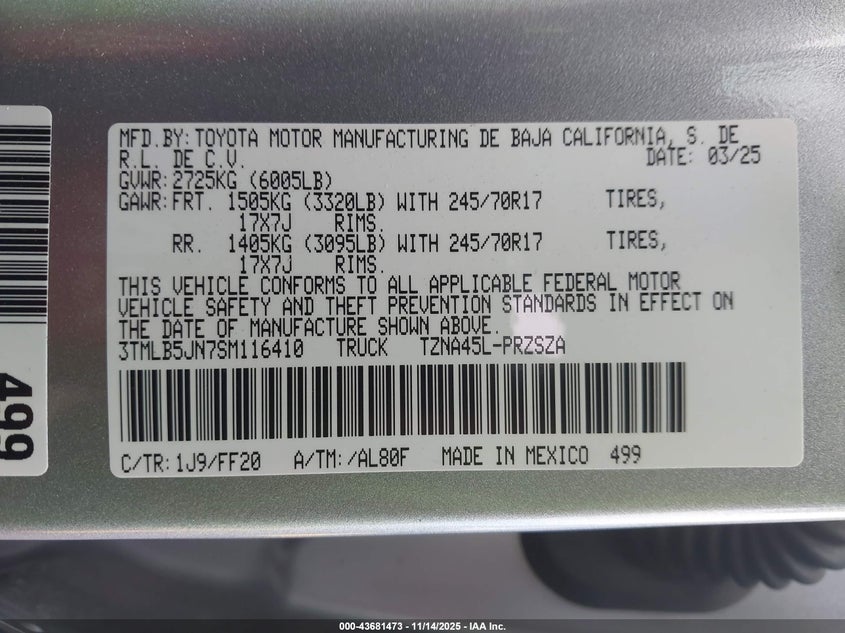 MFD.BY:TOYOTA MOTOR MANUFACTURING DE BAJA CALIFORNIA, S. DE
R.L. DE C.V. DATE: 03/25
GVWR:2725KG (6005LB)
GAWR:FRT. 1505KG (3320LB) WITH 245/70R17 TIRES,
17X7J RIMS.
RR. 1405KG (3095LB) WITH 245/70R17 TIRES,
17X7J RIMS.
THIS VEHICLE CONFORMS TO ALL APPLICABLE FEDERAL MOTOR
VEHICLE SAFETY AND THEFT PREVENTION STANDARDS IN EFFECT ON
THE DATE OF MANUFACTURE SHOWN ABOVE.
3TMLB5JN7SM116410 TRUCK TZNA45L-PRZSZA
C/TR:1J9/FF20 A/TM:/AL80F MADE IN MEXICO 499
499
000-43681473 - 11/14/2025 - IAA Inc.